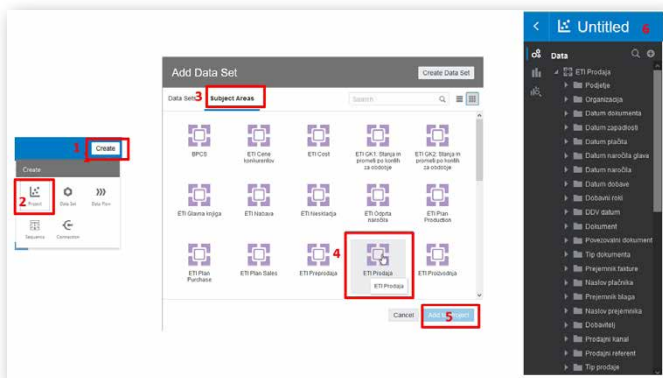 1
Create
Create
2
Project
Data Set
Data Flow
Sequence
Connection
Add Data Set
Create Data Set
Data Sets
3
Subject Areas
Search
BPCS
ETI Cene
konkurentov
ETI Cost
ETI GK1. Stanja in
prometi po kontih
za obdobje
ETI GK2. Stanja in
prometi po kontih
za obdobje
ETI Glavna knjiga
ETI Nabava
ETI Neskladja
ETI Odprta
naročila
ETI Plan
Production
ETI Plan
Purchase
ETI Plan Sales
ETI Preprodaja
4
ETI Prodaja
ETI Prodaja
ETI Proizvodnja
Cancel
5
Untitled
6
Data
ETI Prodaja
Podjetje
Organizacija
Datum dokumenta
Datum zapadlosti
Datum plačila
Datum naročila glava
Datum naročila
Datum dobave
Dobavni roki
DDV datum
Dokument
Povezovalni dokument
Tip dokumenta
Prejemnik fakture
Naslov plačnika
Prejemnik blaga
Naslov prejemnika
Dobavitelj
Prodajni kanal
Prodajni referent
Tip prodaje